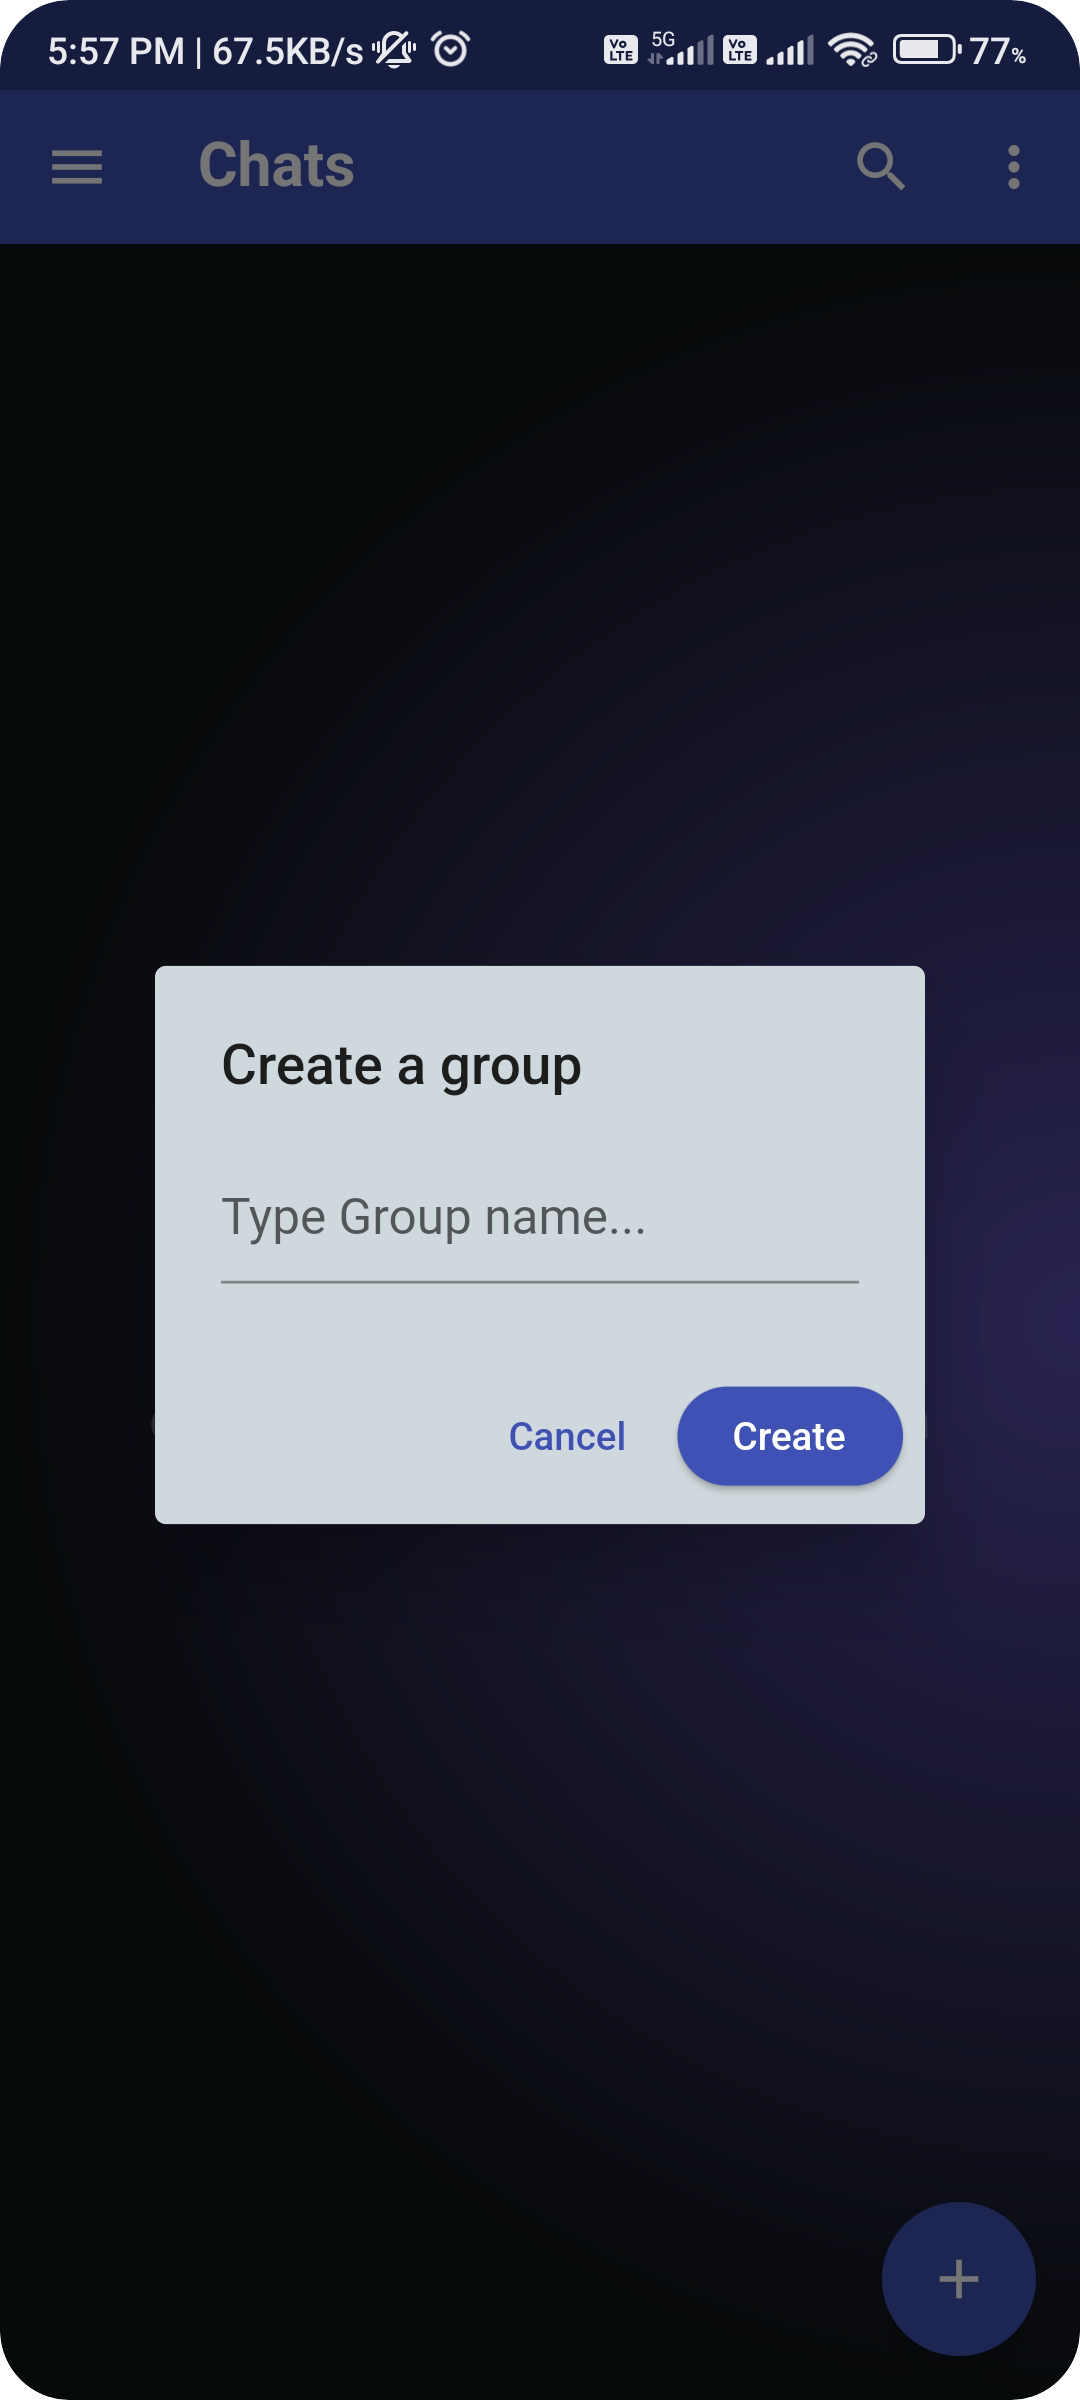 5:57 PM | 67.5KB/s
Vo LTE 5G Vo LTE 77%
Chats
Create a group
Type Group name...
Cancel Create